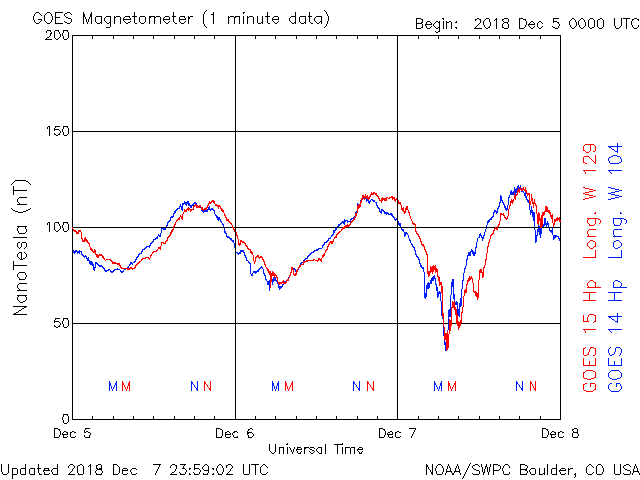 GOES Magnetometer (1 minute data)
Begin: 2018 Dec 5 0000 UTC
200
150
100
50
0
NanoTesla (nT)
M M N N M M N N M M N N
Dec 5 Dec 6 Dec 7 Dec 8
Universal Time
GOES 15 Hp Long. W 129
GOES 14 Hp Long. W 104
Updated 2018 Dec 7 23:59:02 UTC
NOAA/SWPC Boulder, CO USA